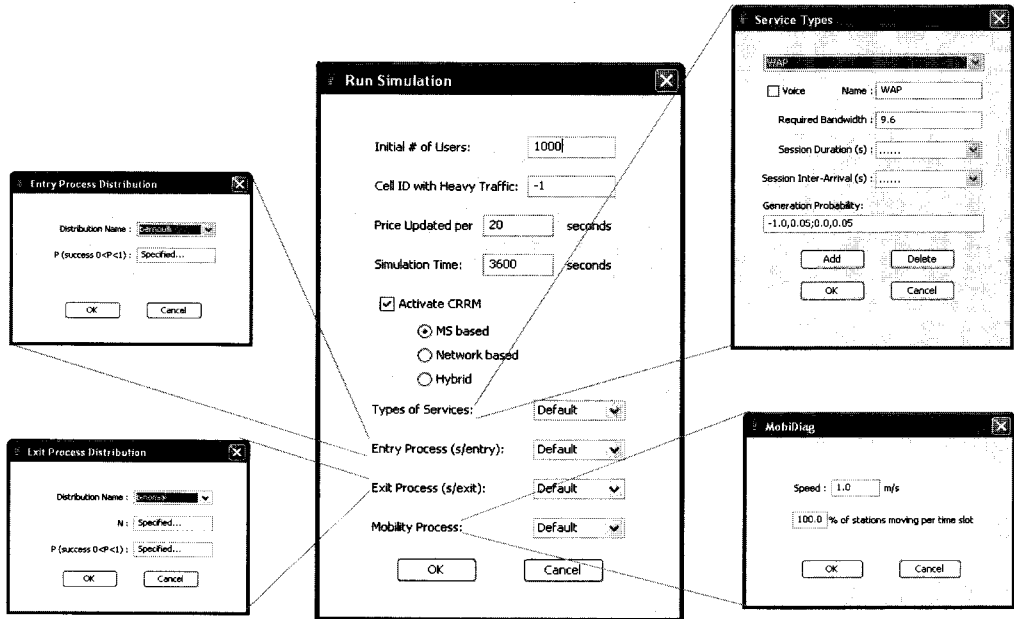 Service Types
WAP
Voice Name : WAP
Required Bandwidth : 9.6
Session Duration (s) : ......
Session Inter-Arrival (s) : ......
Generation Probability:
-1.0,0.05;0.0,0.05
Add Delete
OK Cancel
Run Simulation
Initial # of Users: 1000
Cell ID with Heavy Traffic: -1
Price Updated per 20 seconds
Simulation Time: 3600 seconds
Activate CRRM
MS based
Network based
Hybrid
Types of Services: Default
Entry Process (s/entry): Default
Exit Process (s/exit): Default
Mobility Process: Default
OK Cancel
Entry Process Distribution
Distribution Name : bernoulli
P (success 0<P<1) : Specified...
OK Cancel
Exit Process Distribution
Distribution Name :
N : Specified...
P (success 0<P<1) : Specified...
OK Cancel
MobiDiag
Speed : 1.0 m/s
100.0 % of stations moving per time slot
OK Cancel